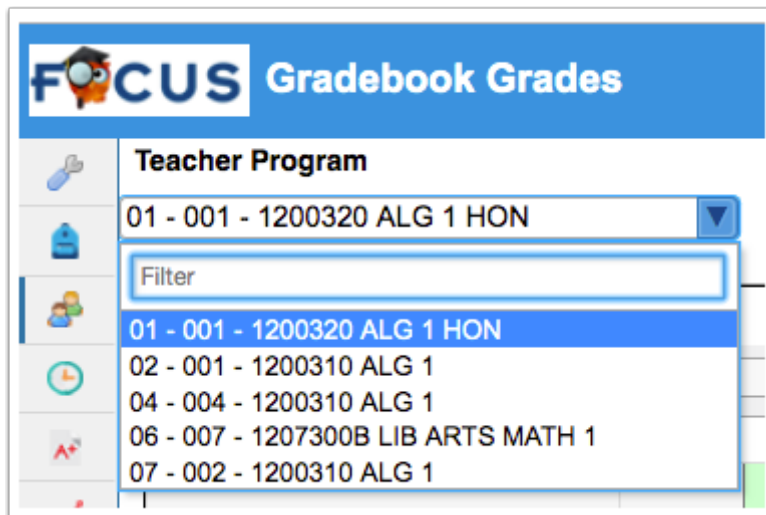 FOCUS Gradebook Grades
Teacher Program
01 - 001 - 1200320 ALG 1 HON
Filter
01 - 001 - 1200320 ALG 1 HON
02 - 001 - 1200310 ALG 1
04 - 004 - 1200310 ALG 1
06 - 007 - 1207300B LIB ARTS MATH 1
07 - 002 - 1200310 ALG 1
A+